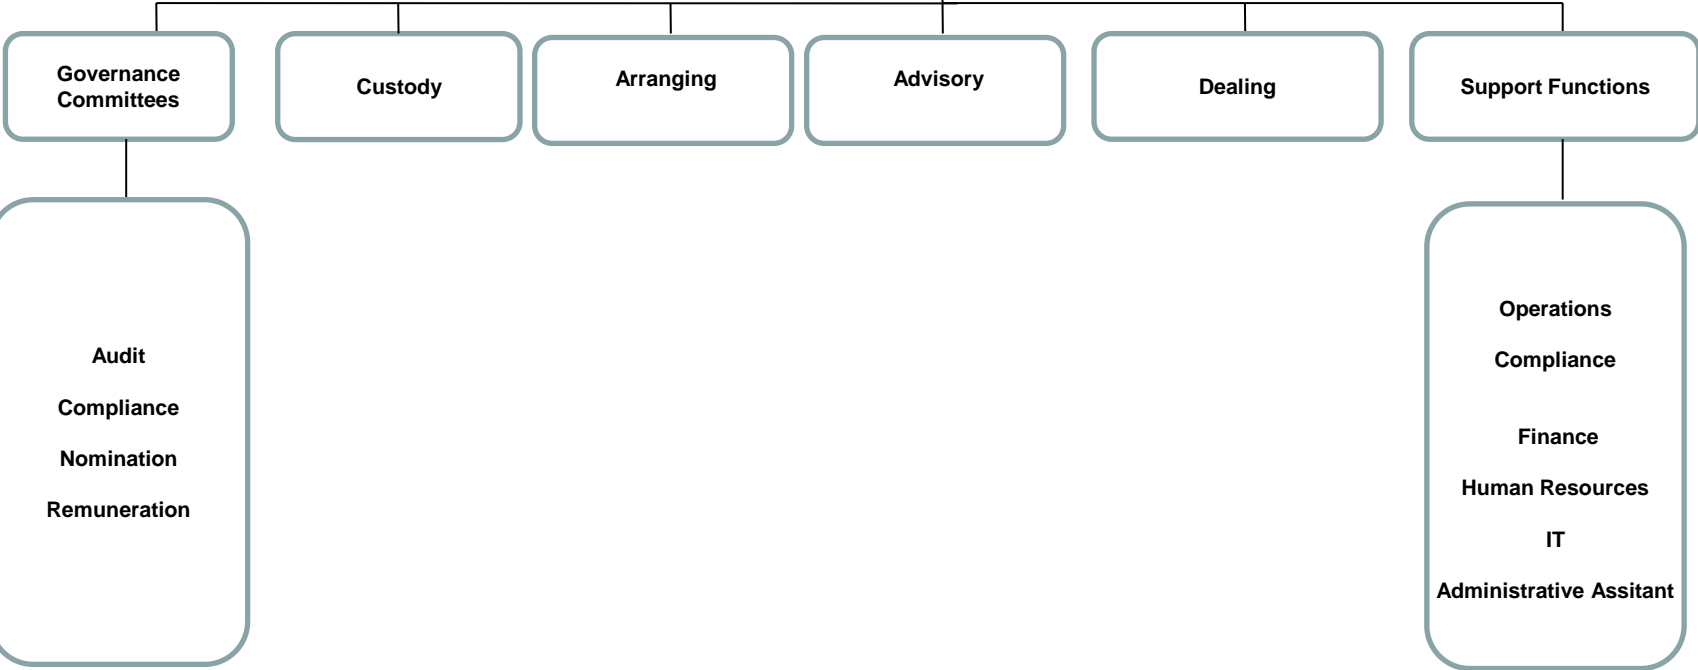 Governance
Committees
Custody
Arranging
Advisory
Dealing
Support Functions
Audit
Compliance
Nomination
Remuneration
Operations
Compliance
Finance
Human Resources
IT
Administrative Assitant